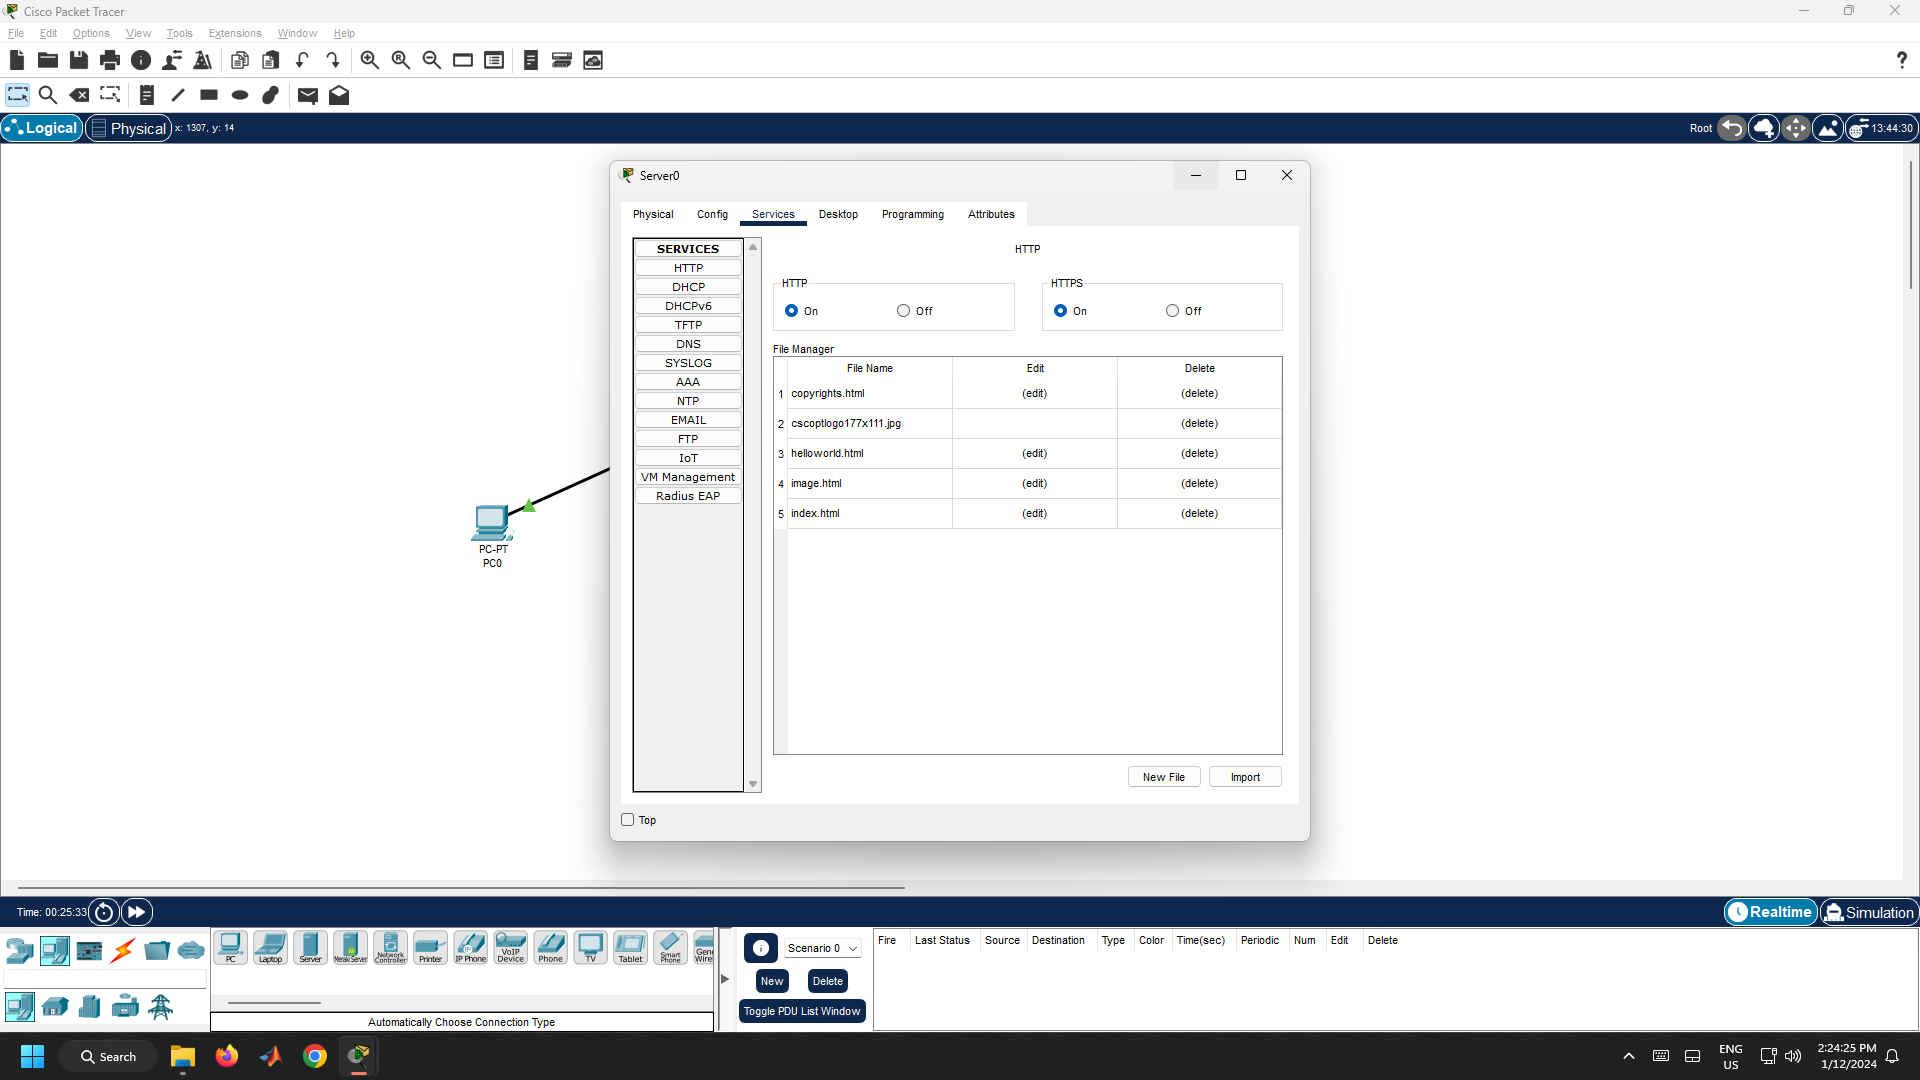 Cisco Packet Tracer
File Edit Options View Tools Extensions Window Help
Logical Physical x: 1307, y: 14 Root 13:44:30
Server0
Physical Config Services Desktop Programming Attributes
SERVICES
HTTP
DHCP
DHCPv6
TFTP
DNS
SYSLOG
AAA
NTP
EMAIL
FTP
IoT
VM Management
Radius EAP
HTTP
HTTP HTTPS
On Off On Off
File Manager
File Name Edit Delete
1 copyrights.html (edit) (delete)
2 cscoptlogo177x111.jpg (delete)
3 helloworld.html (edit) (delete)
4 image.html (edit) (delete)
5 index.html (edit) (delete)
New File Import
Top
PC-PT
PC0
Time: 00:25:33 Realtime Simulation
PC Laptop Server Meraki Server Network Controller Printer IP Phone VoIP Device Phone TV Tablet Smart Phone
Automatically Choose Connection Type
Scenario 0
New Delete
Toggle PDU List Window
Fire Last Status Source Destination Type Color Time(sec) Periodic Num Edit Delete
Search
ENG
US
2:24:25 PM
1/12/2024